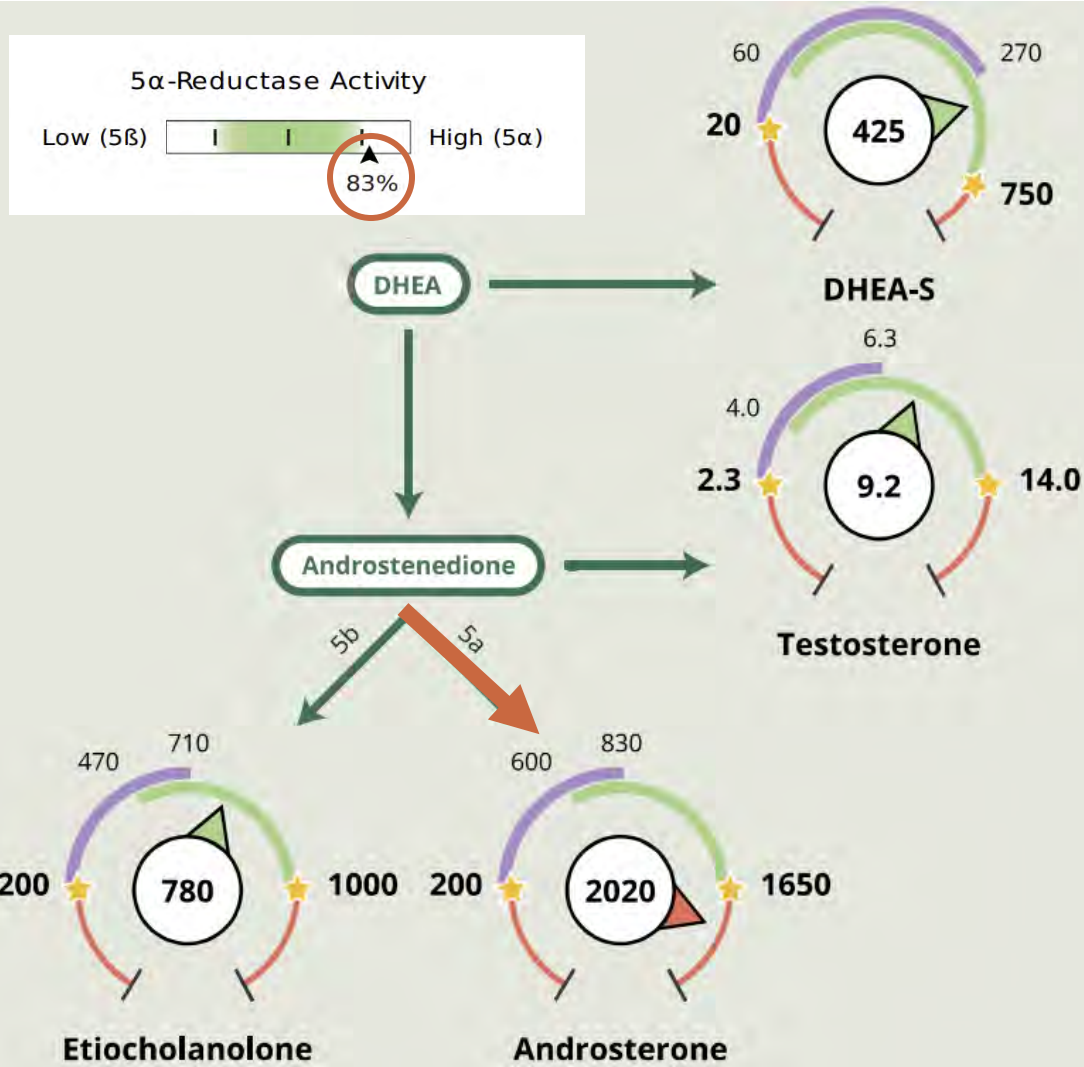 5α-Reductase Activity
Low (5ß) High (5α)
83%
60 270
20 425 750
DHEA-S
DHEA
6.3
4.0
2.3 9.2 14.0
Testosterone
Androstenedione
5b 5a
470 710
200 780 1000
Etiocholanolone
600 830
200 2020 1650
Androsterone